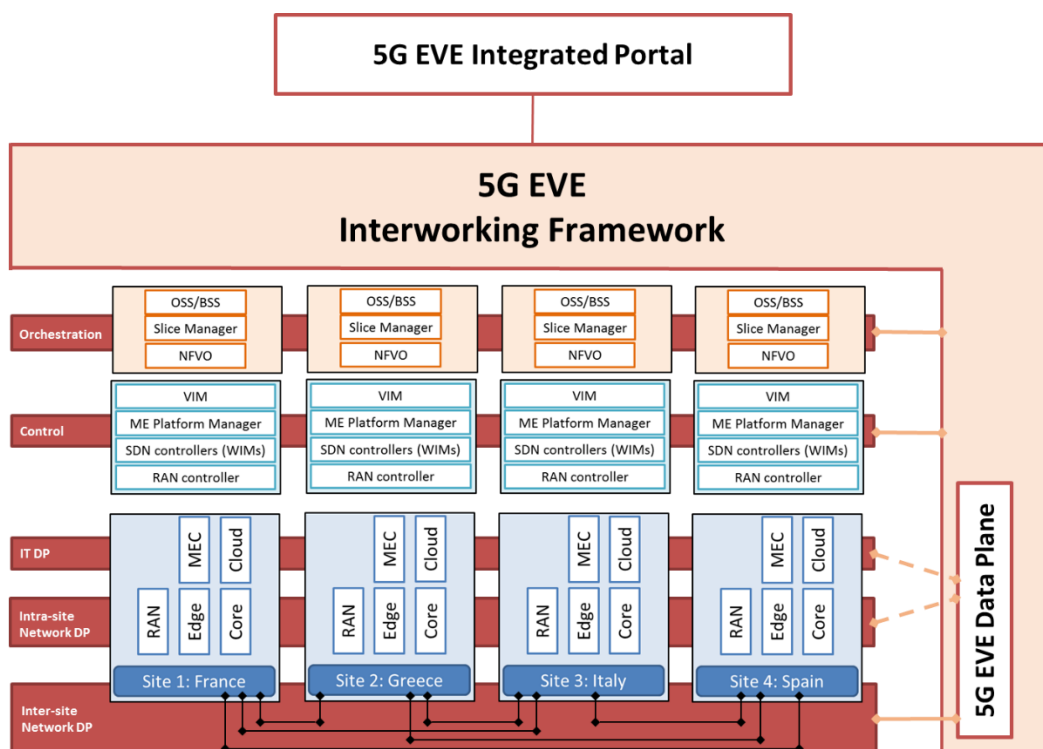 5G EVE Integrated Portal
5G EVE
Interworking Framework
Orchestration
OSS/BSS
Slice Manager
NFVO
OSS/BSS
Slice Manager
NFVO
OSS/BSS
Slice Manager
NFVO
OSS/BSS
Slice Manager
NFVO
Control
VIM
ME Platform Manager
SDN controllers (WIMs)
RAN controller
VIM
ME Platform Manager
SDN controllers (WIMs)
RAN controller
VIM
ME Platform Manager
SDN controllers (WIMs)
RAN controller
VIM
ME Platform Manager
SDN controllers (WIMs)
RAN controller
IT DP
Intra-site
Network DP
MEC
Cloud
RAN
Edge
Core
Site 1: France
MEC
Cloud
RAN
Edge
Core
Site 2: Greece
MEC
Cloud
RAN
Edge
Core
Site 3: Italy
MEC
Cloud
RAN
Edge
Core
Site 4: Spain
Inter-site
Network DP
5G EVE Data Plane